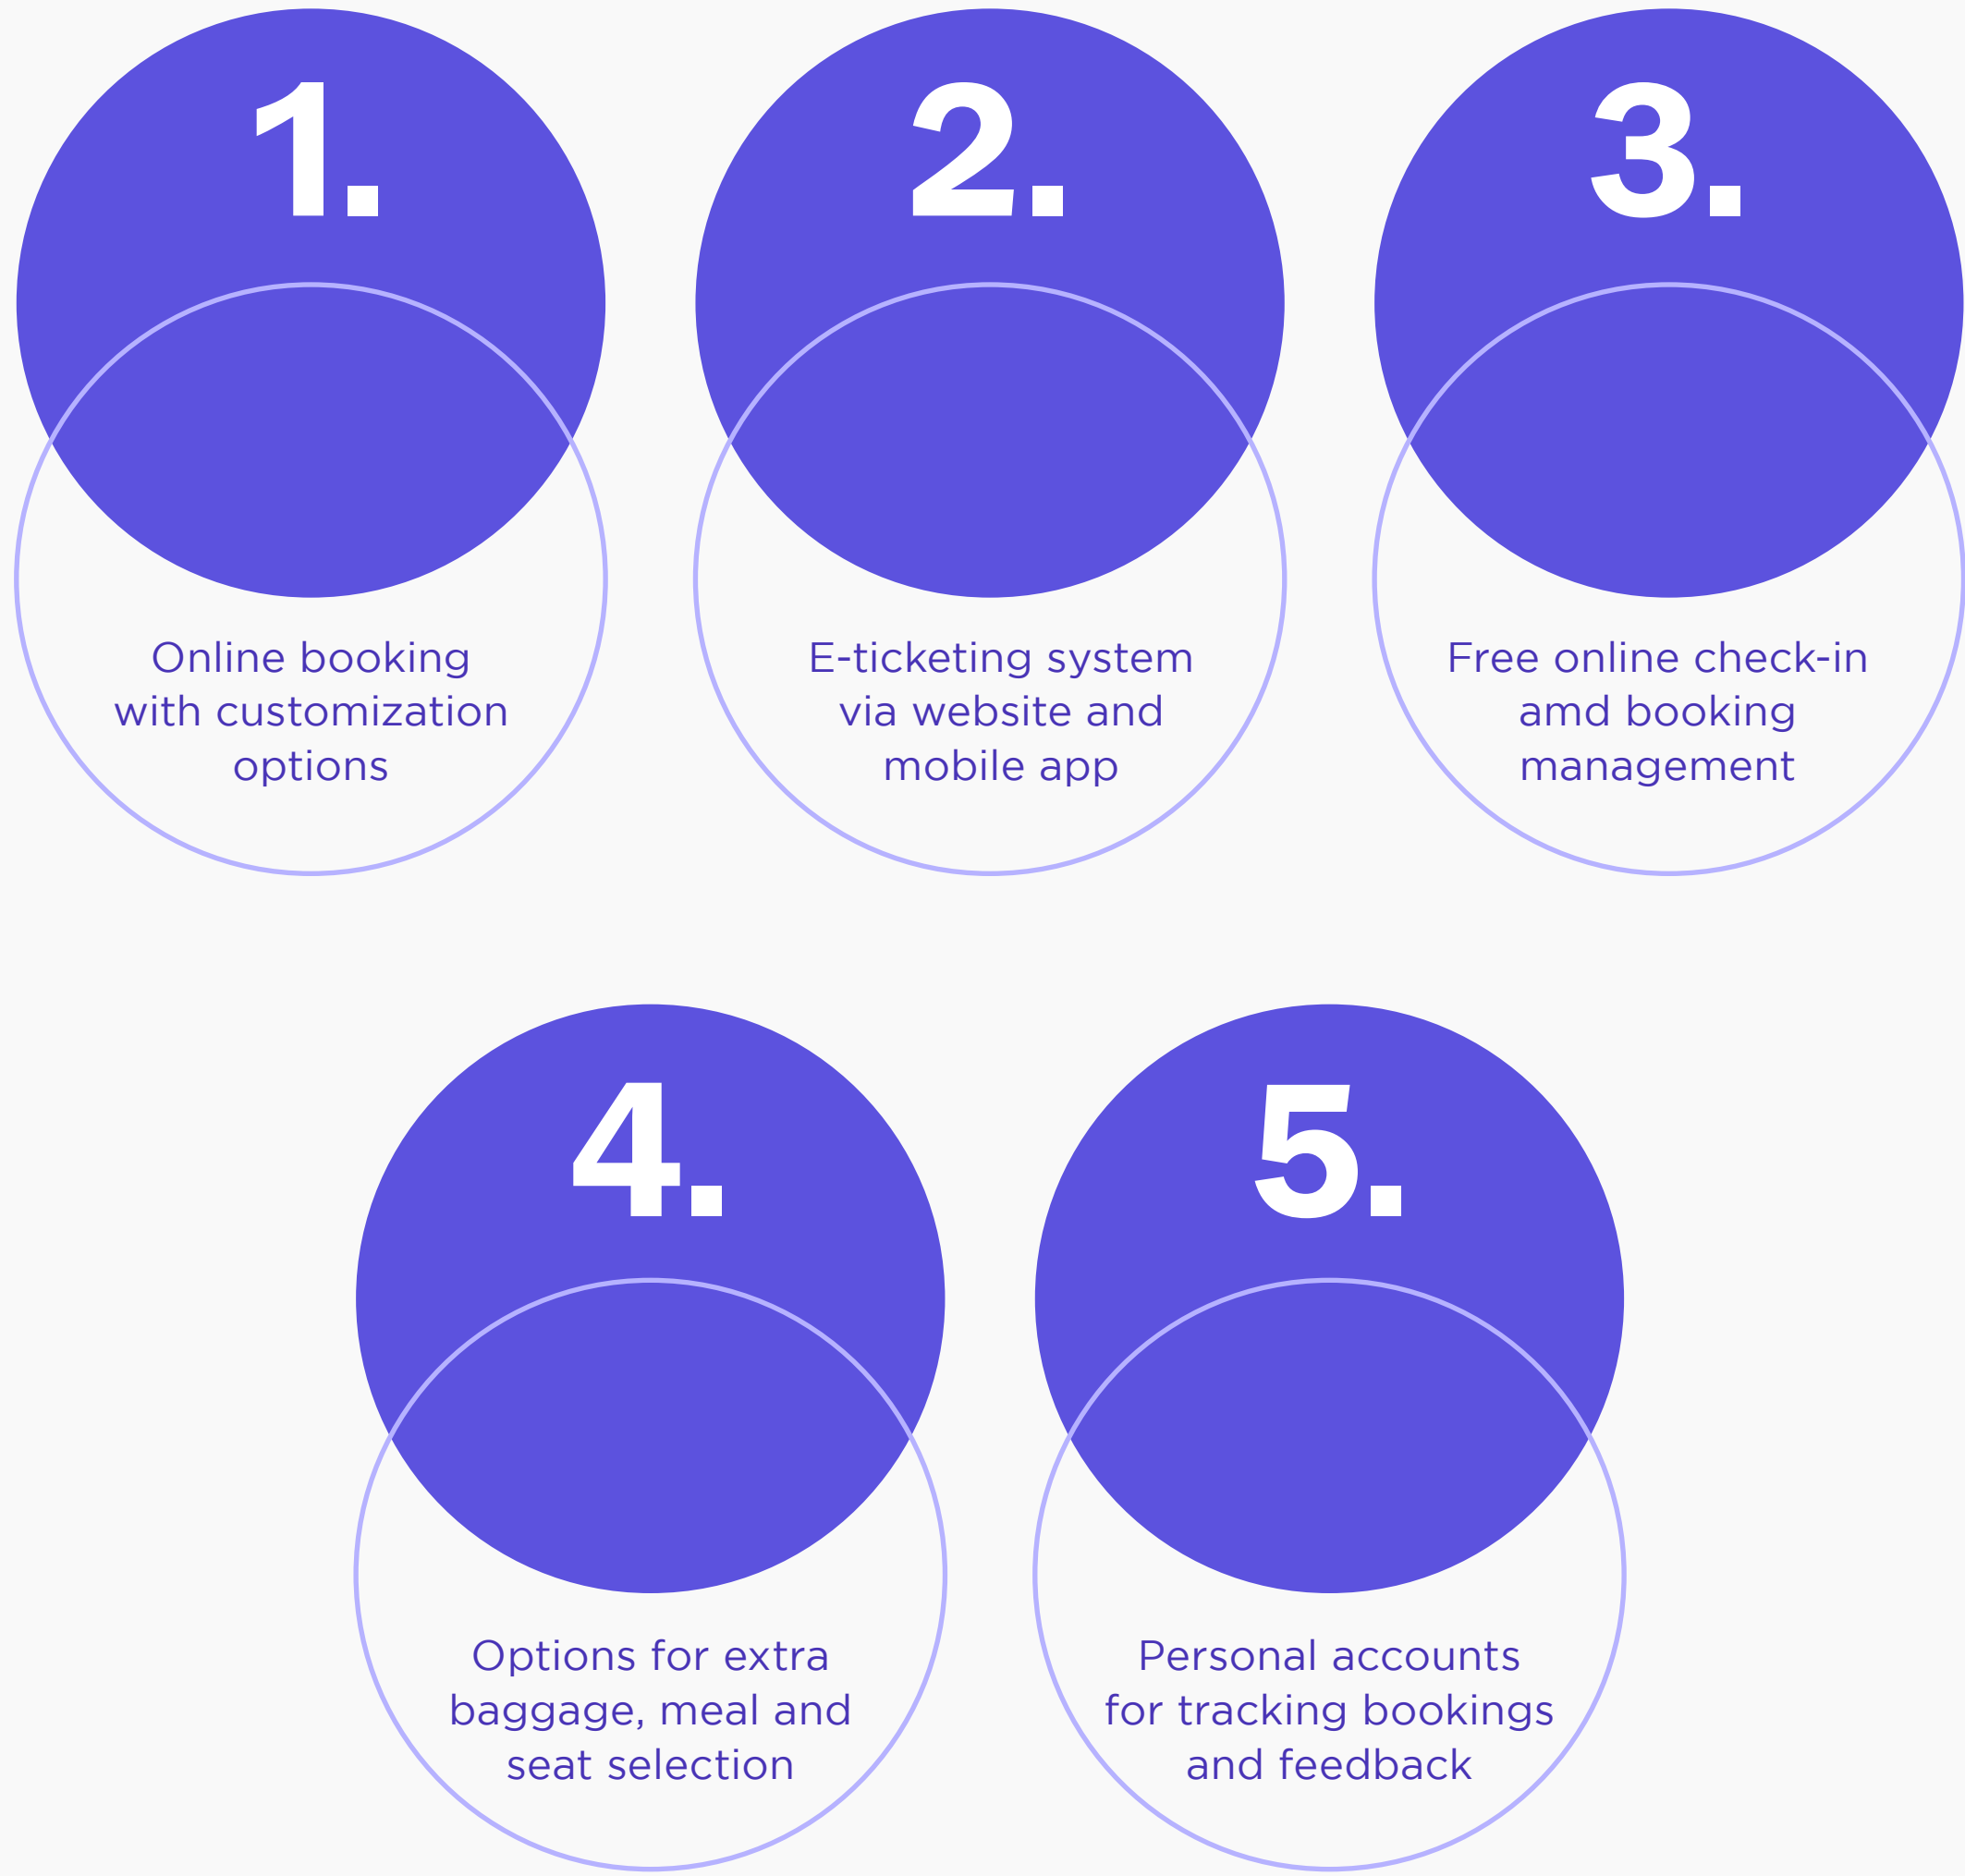 1.
Online booking
with customization
options
2.
E-ticketing system
via website and
mobile app
3.
Free online check-in
amd booking
management
4.
Options for extra
baggage, meal and
seat selection
5.
Personal accounts
for tracking bookings
and feedback